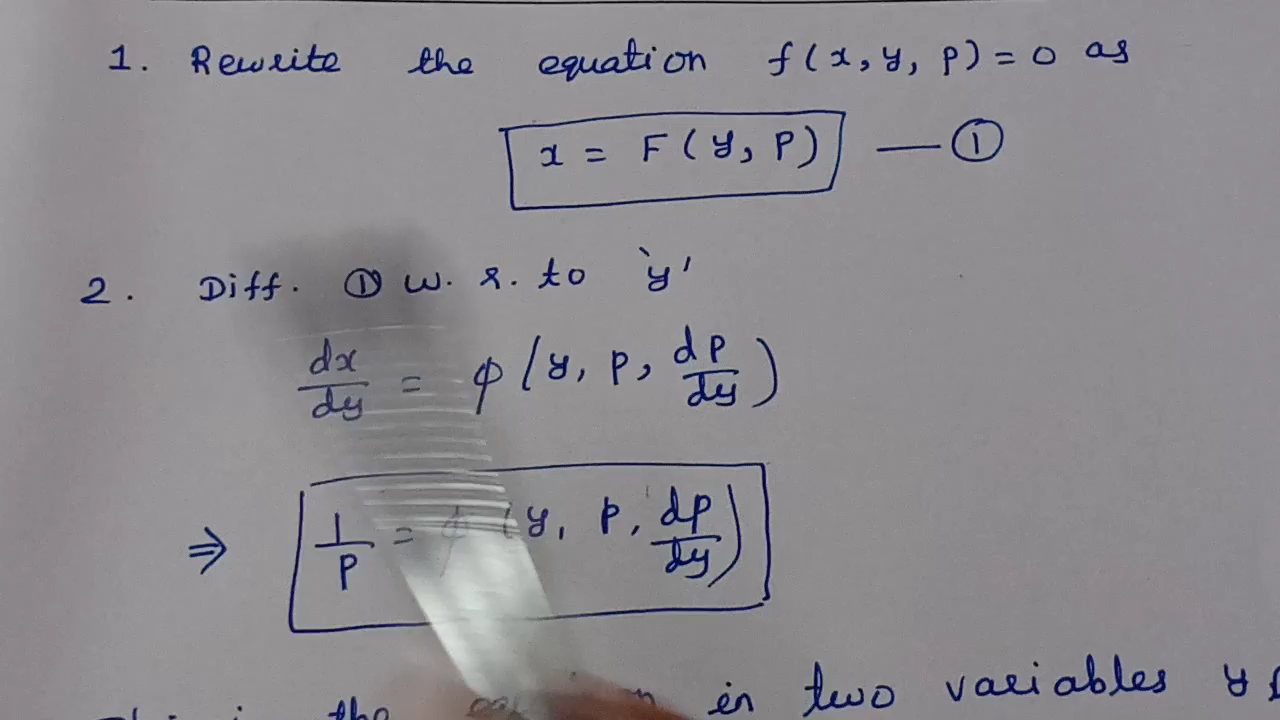 1. Rewrite the equation f(x, y, p) = 0 as
x = F(y, p) — ①
2. Diff. ① w. r. to 'y'
dx/dy = φ(y, p, dp/dy)
⇒ 1/p = φ(y, p, dp/dy)
the in two variables y